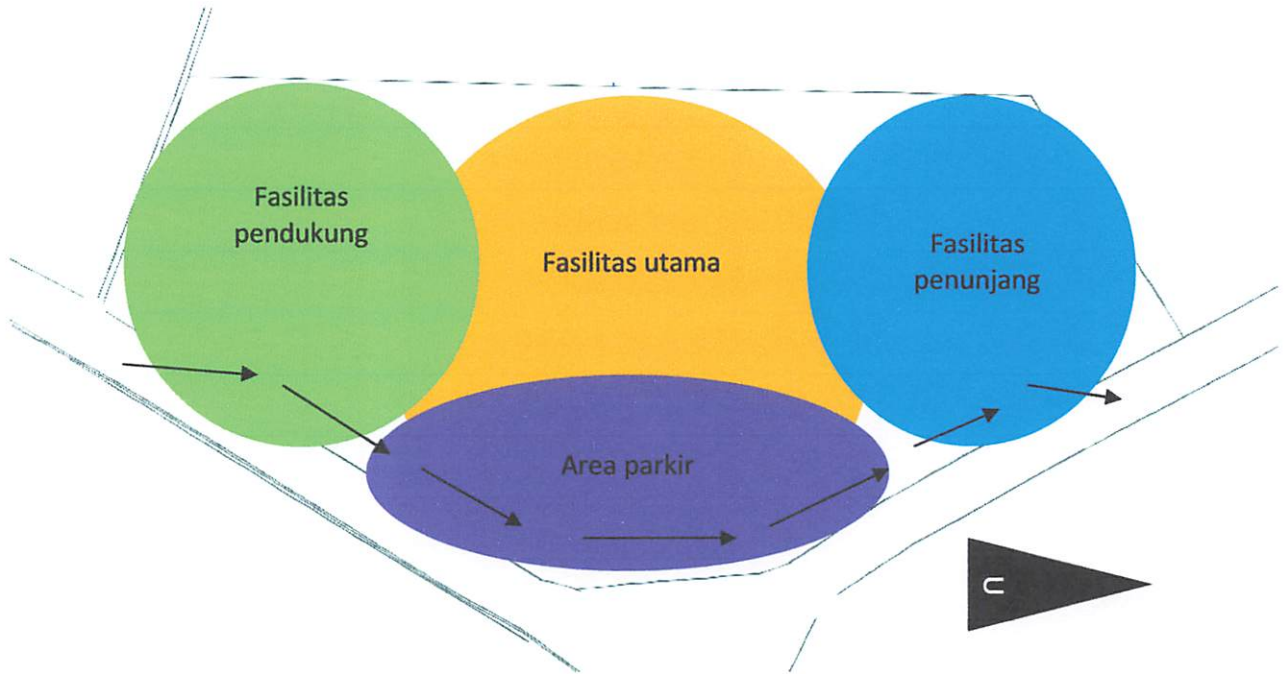 Fasilitas
pendukung
Fasilitas utama
Fasilitas
penunjang
Area parkir
U